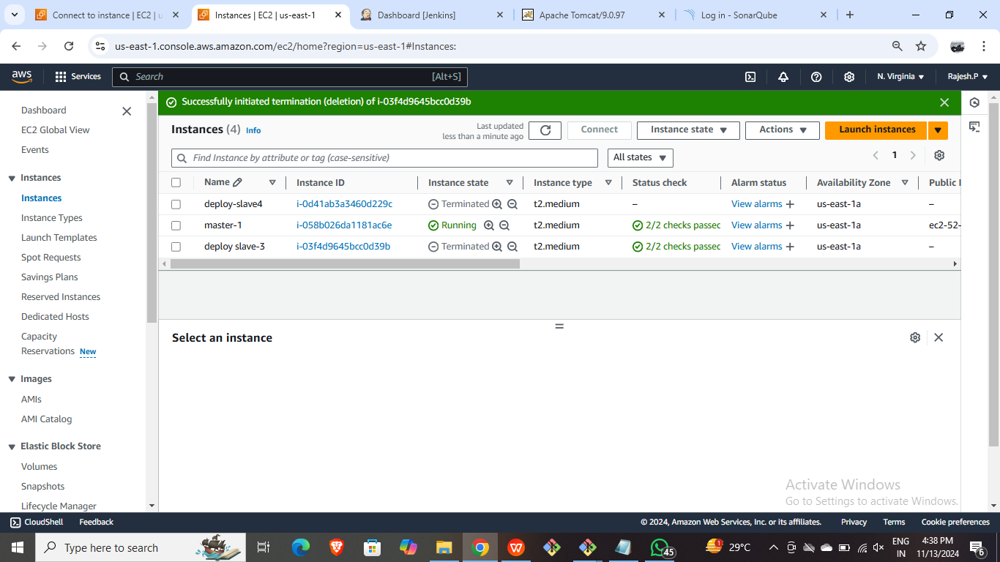 Connect to instance | EC2 | u
Instances | EC2 | us-east-1
Dashboard [Jenkins]
Apache Tomcat/9.0.97
Log in - SonarQube
us-east-1.console.aws.amazon.com/ec2/home?region=us-east-1#Instances:
aws
Services
Search
[Alt+S]
N. Virginia
Rajesh.P
Dashboard
EC2 Global View
Events
Instances
Instances
Instance Types
Launch Templates
Spot Requests
Savings Plans
Reserved Instances
Dedicated Hosts
Capacity
Reservations New
Images
AMIs
AMI Catalog
Elastic Block Store
Volumes
Snapshots
Lifecycle Manager
Successfully initiated termination (deletion) of i-03f4d9645bcc0d39b
Instances (4) Info
Last updated
less than a minute ago
Connect
Instance state
Actions
Launch instances
Find Instance by attribute or tag (case-sensitive)
All states
1
Name Instance ID Instance state Instance type Status check Alarm status Availability Zone Public I
deploy-slave4 i-0d41ab3a3460d229c Terminated t2.medium – View alarms + us-east-1a –
master-1 i-058b026da1181ac6e Running t2.medium 2/2 checks passec View alarms + us-east-1a ec2-52-
deploy slave-3 i-03f4d9645bcc0d39b Terminated t2.medium 2/2 checks passec View alarms + us-east-1a –
Select an instance
Activate Windows
Go to Settings to activate Windows.
CloudShell Feedback © 2024, Amazon Web Services, Inc. or its affiliates. Privacy Terms Cookie preferences
Type here to search
45
1
29°C
ENG
IN
4:38 PM
11/13/2024
6